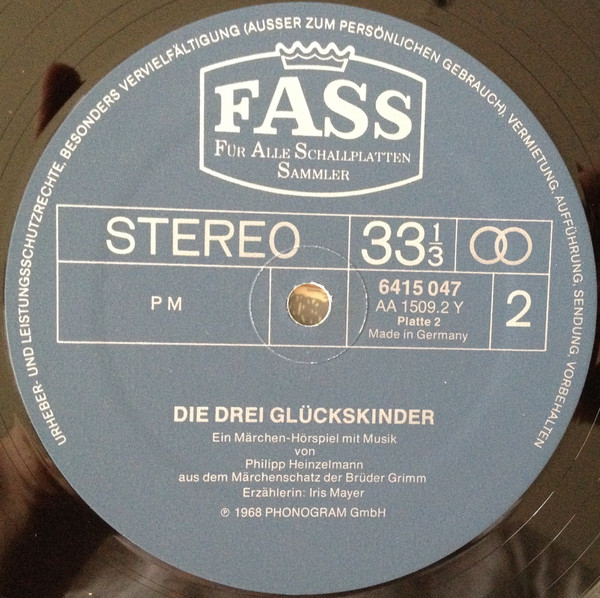 URHEBER- UND LEISTUNGSSCHUTZRECHTE, BESONDERS VERVIELFÄLTIGUNG (AUSSER ZUM PERSÖNLICHEN GEBRAUCH), VERMIETUNG, AUFFÜHRUNG, SENDUNG, VORBEHALTEN
FASS
FÜR ALLE SCHALLPLATTEN
SAMMLER
STEREO
33 1/3
PM
6415 047
AA 1509.2 Y
Platte 2
Made in Germany
2
DIE DREI GLÜCKSKINDER
Ein Märchen-Hörspiel mit Musik
von
Philipp Heinzelmann
aus dem Märchenschatz der Brüder Grimm
Erzählerin: Iris Mayer
℗ 1968 PHONOGRAM GmbH